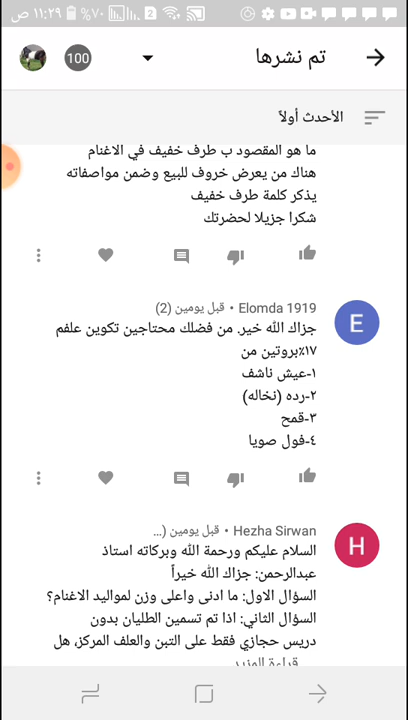 ١١:٢٩ ص
٧٠٪
2
تم نشرها
100
الأحدث أولاً
ما هو المقصود ب طرف خفيف في الاغنام
هناك من يعرض خروف للبيع وضمن مواصفاته
يذكر كلمة طرف خفيف
شكرا جزيلا لحضرتك
Elomda 1919 • قبل يومين (2)
جزاك الله خير. من فضلك محتاجين تكوين علفم
١٧٪بروتين من
١-عيش ناشف
٢-رده (نخاله)
٣-قمح
٤-فول صويا
E
Hezha Sirwan • قبل يومين (...
السلام عليكم ورحمة الله وبركاته استاذ
عبدالرحمن: جزاك الله خيراً
السؤال الاول: ما ادنى واعلى وزن لمواليد الاغنام؟
السؤال الثاني: اذا تم تسمين الطليان بدون
دريس حجازي فقط على التبن والعلف المركز، هل
قراءة المزيد
H